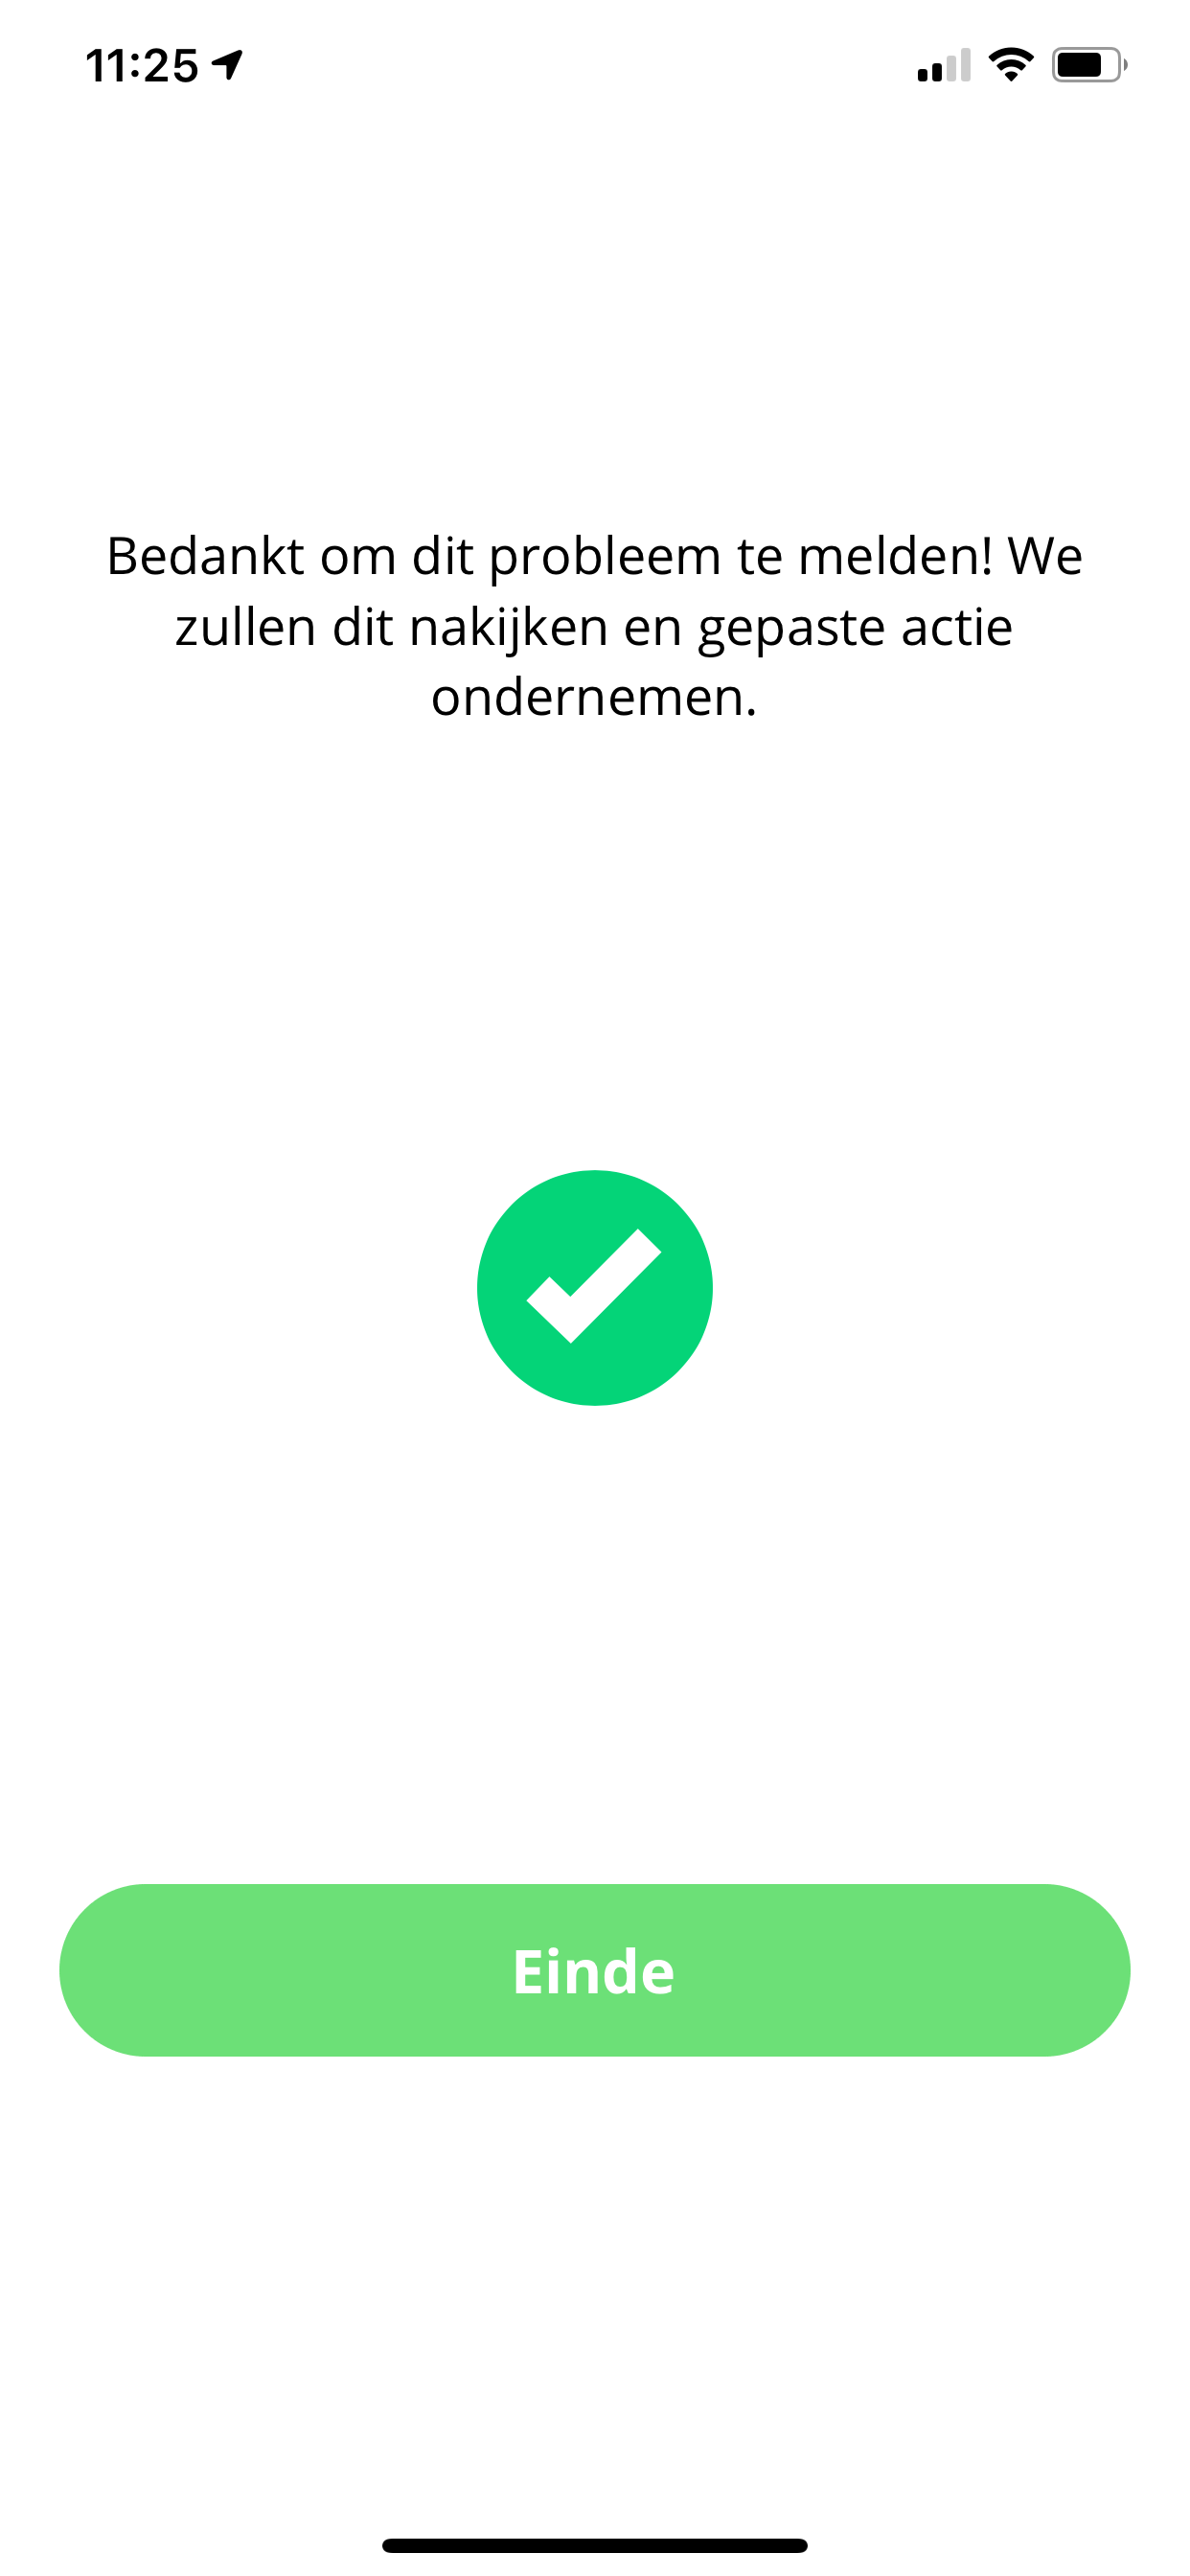 11:25
Bedankt om dit probleem te melden! We
zullen dit nakijken en gepaste actie
ondernemen.
Einde